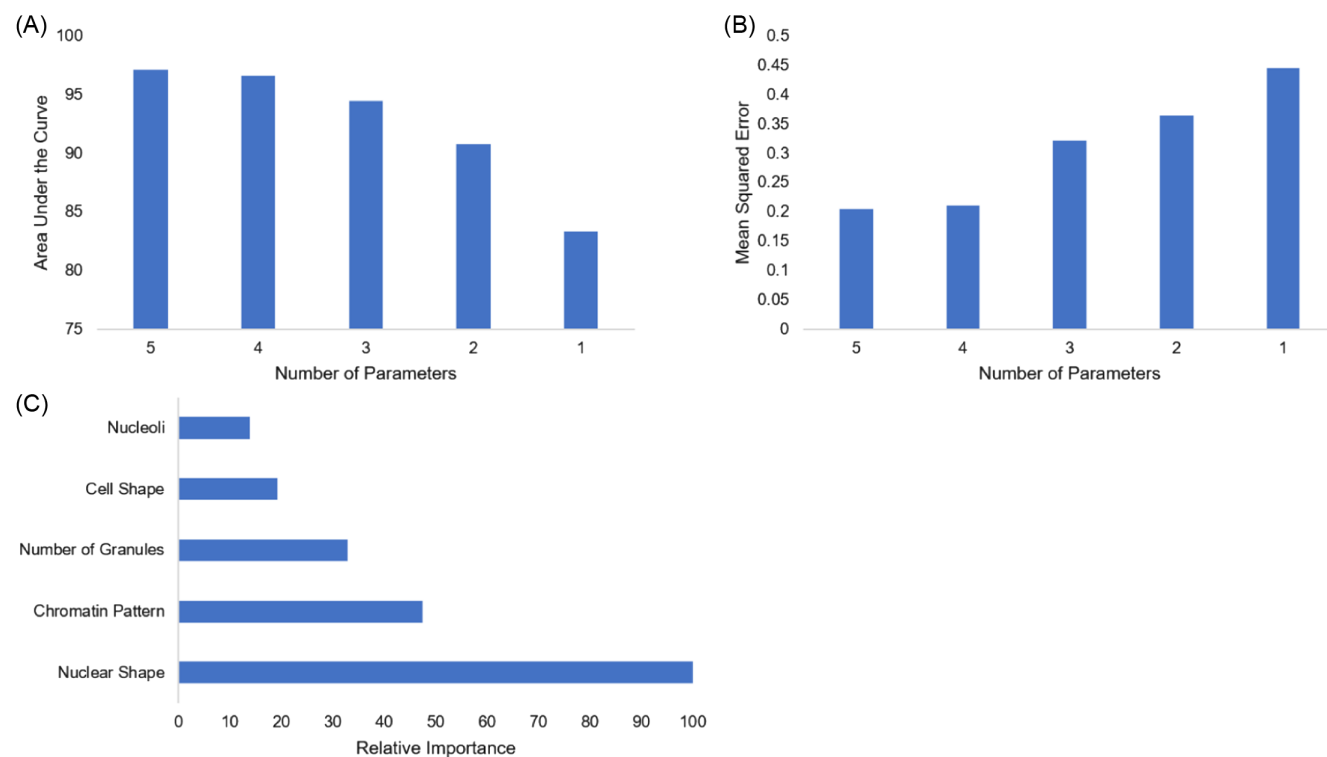 (A)
100
95
90
85
80
75
Area Under the Curve
5 4 3 2 1
Number of Parameters
(B)
0.5
0.45
0.4
0.35
0.3
0.25
0.2
0.15
0.1
0.05
0
Mean Squared Error
5 4 3 2 1
Number of Parameters
(C)
Nucleoli
Cell Shape
Number of Granules
Chromatin Pattern
Nuclear Shape
0 10 20 30 40 50 60 70 80 90 100
Relative Importance